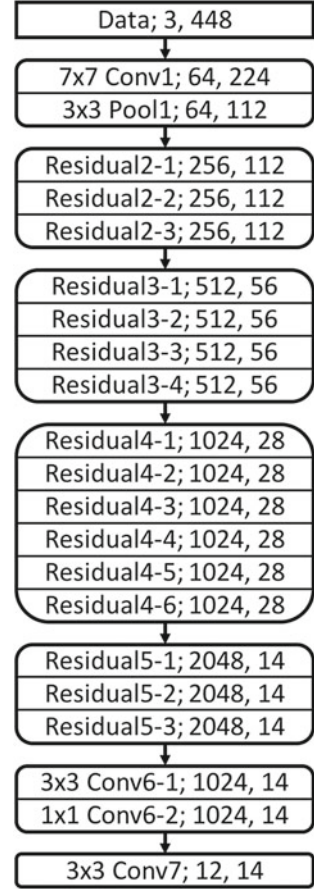 Data; 3, 448
7x7 Conv1; 64, 224
3x3 Pool1; 64, 112
Residual2-1; 256, 112
Residual2-2; 256, 112
Residual2-3; 256, 112
Residual3-1; 512, 56
Residual3-2; 512, 56
Residual3-3; 512, 56
Residual3-4; 512, 56
Residual4-1; 1024, 28
Residual4-2; 1024, 28
Residual4-3; 1024, 28
Residual4-4; 1024, 28
Residual4-5; 1024, 28
Residual4-6; 1024, 28
Residual5-1; 2048, 14
Residual5-2; 2048, 14
Residual5-3; 2048, 14
3x3 Conv6-1; 1024, 14
1x1 Conv6-2; 1024, 14
3x3 Conv7; 12, 14